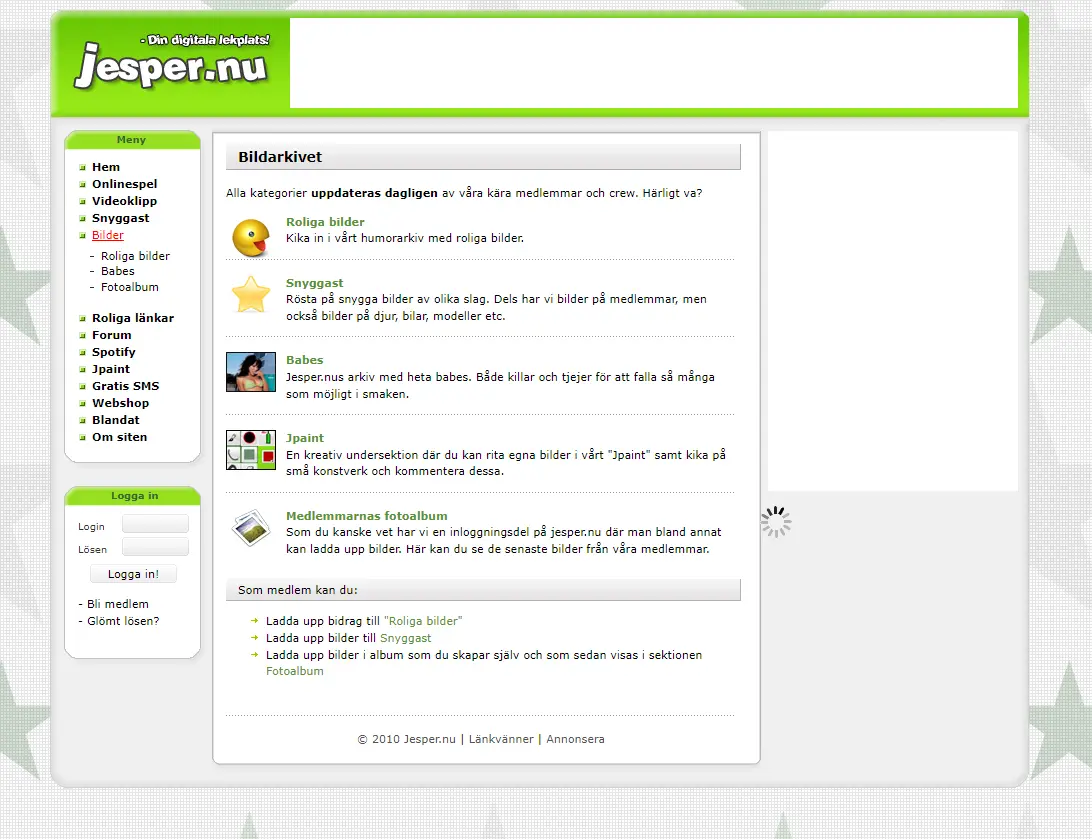 - Din digitala lekplats!
jesper.nu
Meny
Hem
Onlinespel
Videoklipp
Snyggast
Bilder
- Roliga bilder
- Babes
- Fotoalbum
Roliga länkar
Forum
Spotify
Jpaint
Gratis SMS
Webshop
Blandat
Om siten
Logga in
Login
Lösen
Logga in!
- Bli medlem
- Glömt lösen?
Bildarkivet
Alla kategorier uppdateras dagligen av våra kära medlemmar och crew. Härligt va?
Roliga bilder
Kika in i vårt humorarkiv med roliga bilder.
Snyggast
Rösta på snygga bilder av olika slag. Dels har vi bilder på medlemmar, men
också bilder på djur, bilar, modeller etc.
Babes
Jesper.nus arkiv med heta babes. Både killar och tjejer för att falla så många
som möjligt i smaken.
Jpaint
En kreativ undersektion där du kan rita egna bilder i vårt "Jpaint" samt kika på
små konstverk och kommentera dessa.
Medlemmarnas fotoalbum
Som du kanske vet har vi en inloggningsdel på jesper.nu där man bland annat
kan ladda upp bilder. Här kan du se de senaste bilder från våra medlemmar.
Som medlem kan du:
Ladda upp bidrag till "Roliga bilder"
Ladda upp bilder till Snyggast
Ladda upp bilder i album som du skapar själv och som sedan visas i sektionen
Fotoalbum
© 2010 Jesper.nu | Länkvänner | Annonsera